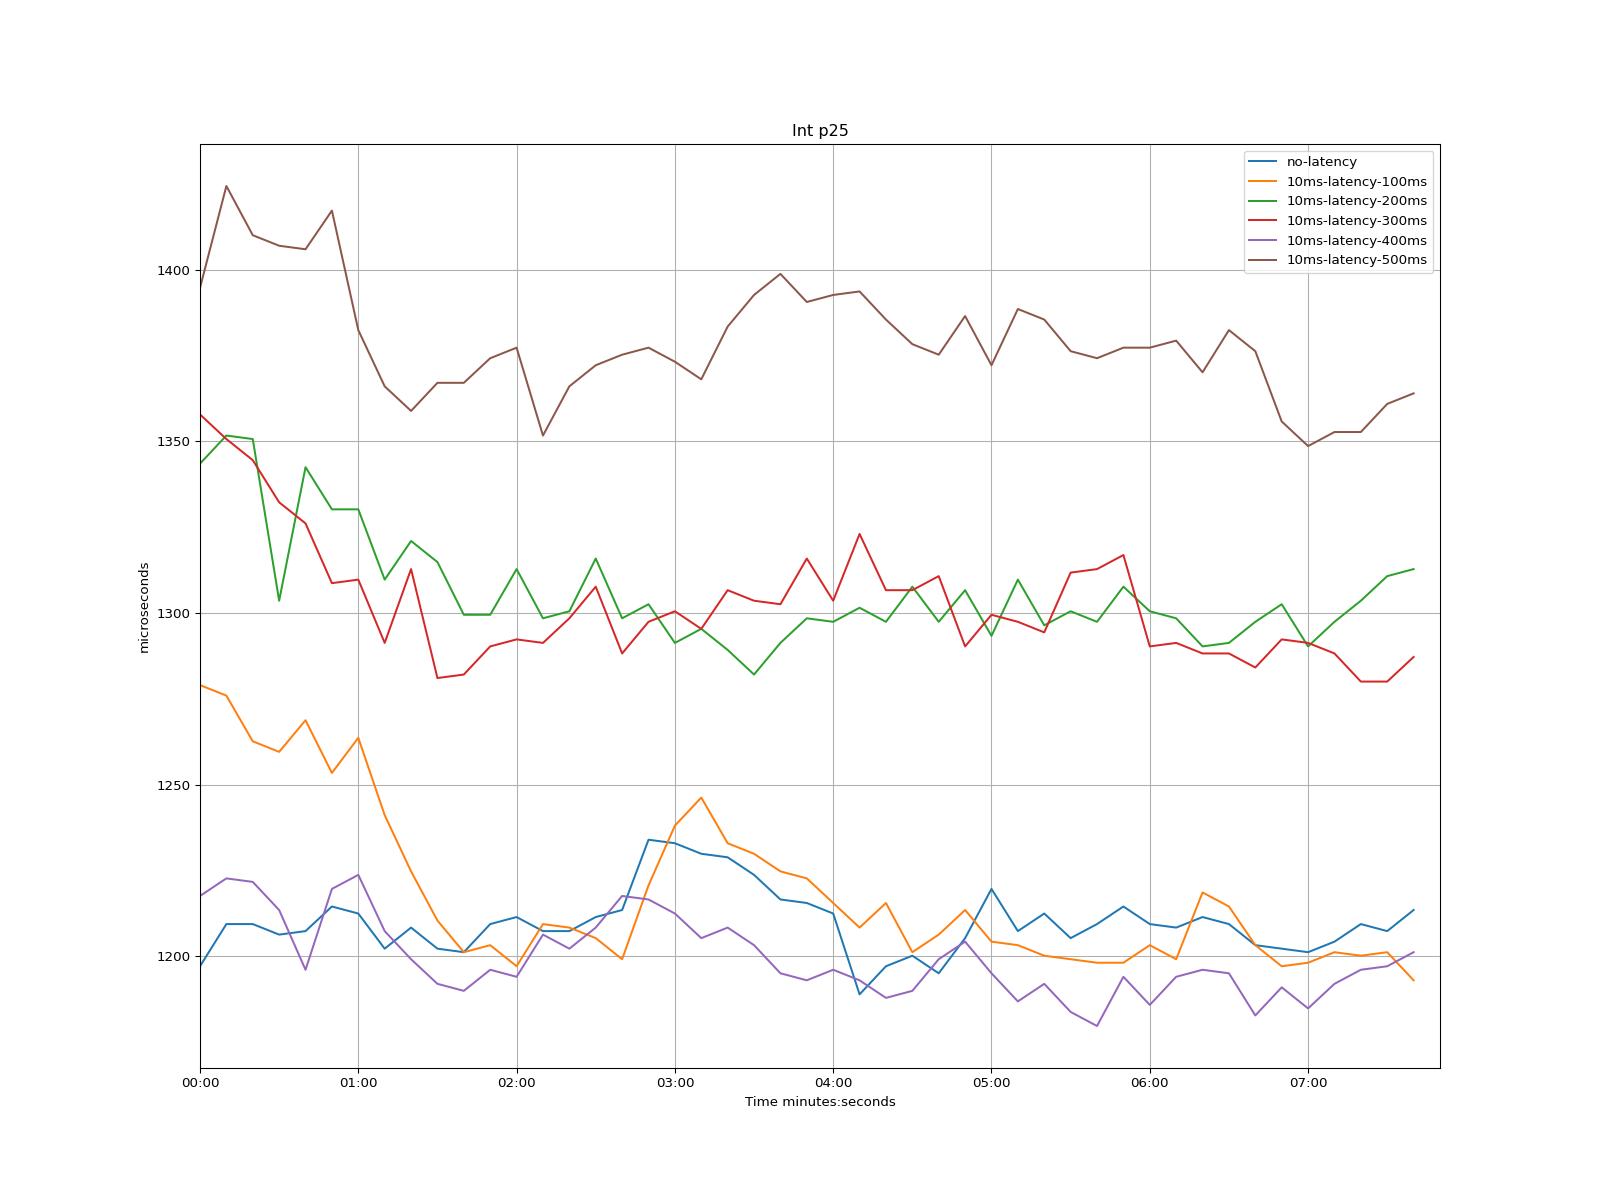 Int p25
no-latency
10ms-latency-100ms
10ms-latency-200ms
10ms-latency-300ms
10ms-latency-400ms
10ms-latency-500ms
microseconds
1400
1350
1300
1250
1200
00:00 01:00 02:00 03:00 04:00 05:00 06:00 07:00
Time minutes:seconds